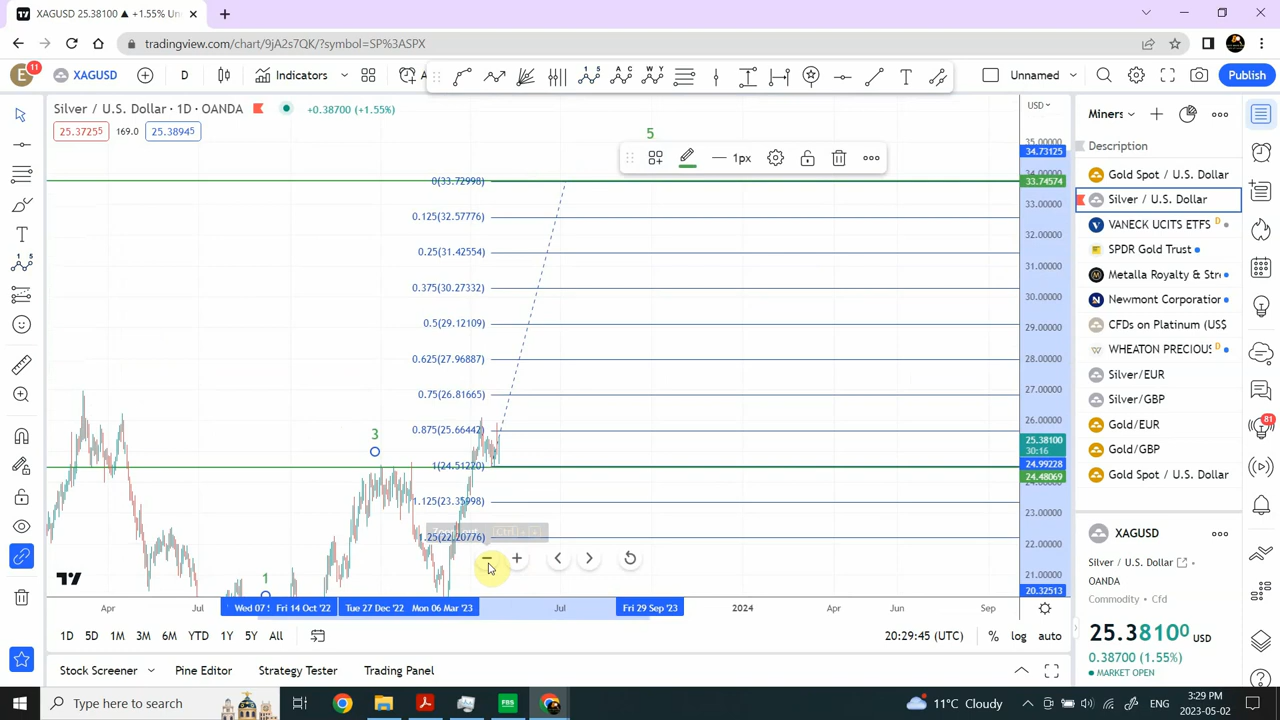 XAGUSD 25.38100 ▲ +1.55% Un
tradingview.com/chart/9jA2s7QK/?symbol=SP%3ASPX
E 11 XAGUSD D Indicators Unnamed Publish
Silver / U.S. Dollar · 1D · OANDA +0.38700 (+1.55%)
25.37255 169.0 25.38945
USD
5
1px
35.00000
34.73125
34.00000
33.74574
33.00000
32.00000
31.00000
30.00000
29.00000
28.00000
27.00000
26.00000
25.38100
30:16
24.99228
24.48069
23.00000
22.00000
21.00000
20.32513
0(33.72998)
0.125(32.57776)
0.25(31.42554)
0.375(30.27332)
0.5(29.12109)
0.625(27.96887)
0.75(26.81665)
0.875(25.66442)
1(24.51220)
1.125(23.35998)
1.25(22.20776)
3
1
Apr Jul Wed 07 Fri 14 Oct '22 Tue 27 Dec '22 Mon 06 Mar '23 Jul Fri 29 Sep '23 2024 Apr Jun Sep
1D 5D 1M 3M 6M YTD 1Y 5Y All 20:29:45 (UTC) % log auto
Stock Screener Pine Editor Strategy Tester Trading Panel
Miners
Description
Gold Spot / U.S. Dollar
Silver / U.S. Dollar
VANECK UCITS ETFS D
SPDR Gold Trust
Metalla Royalty & Stre
Newmont Corporation
CFDs on Platinum (US$
WHEATON PRECIOUS D
Silver/EUR
Silver/GBP
Gold/EUR
Gold/GBP
Gold Spot / U.S. Dollar
81
XAGUSD
Silver / U.S. Dollar
OANDA
Commodity · Cfd
25.38100 USD
0.38700 (1.55%)
MARKET OPEN
Type here to search FBS 11°C Cloudy ENG 3:29 PM
2023-05-02